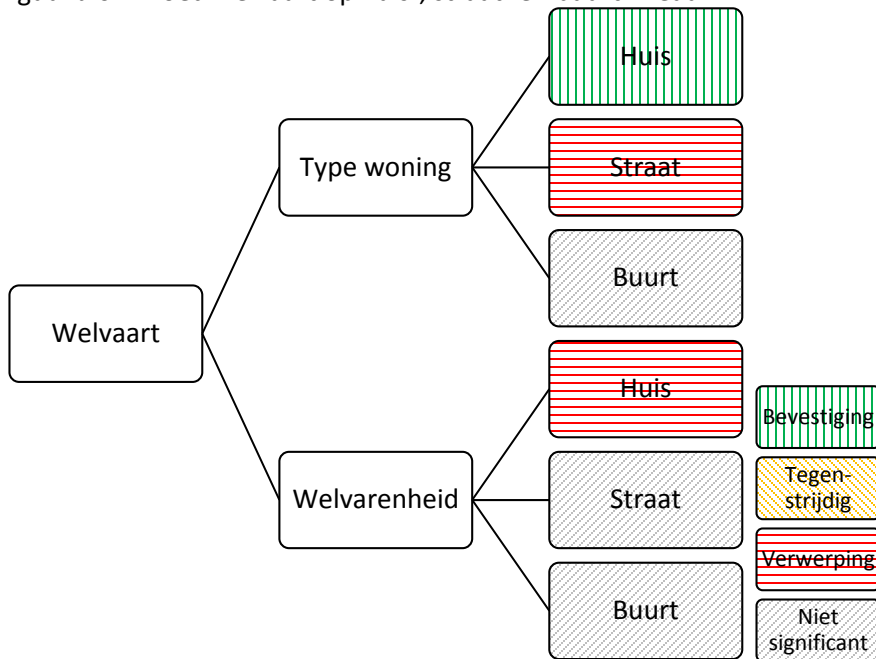 Huis
Type woning
Straat
Buurt
Welvaart
Huis
Welvarenheid
Straat
Buurt
Bevestiging
Tegen-
strijdig
Verwerping
Niet
significant